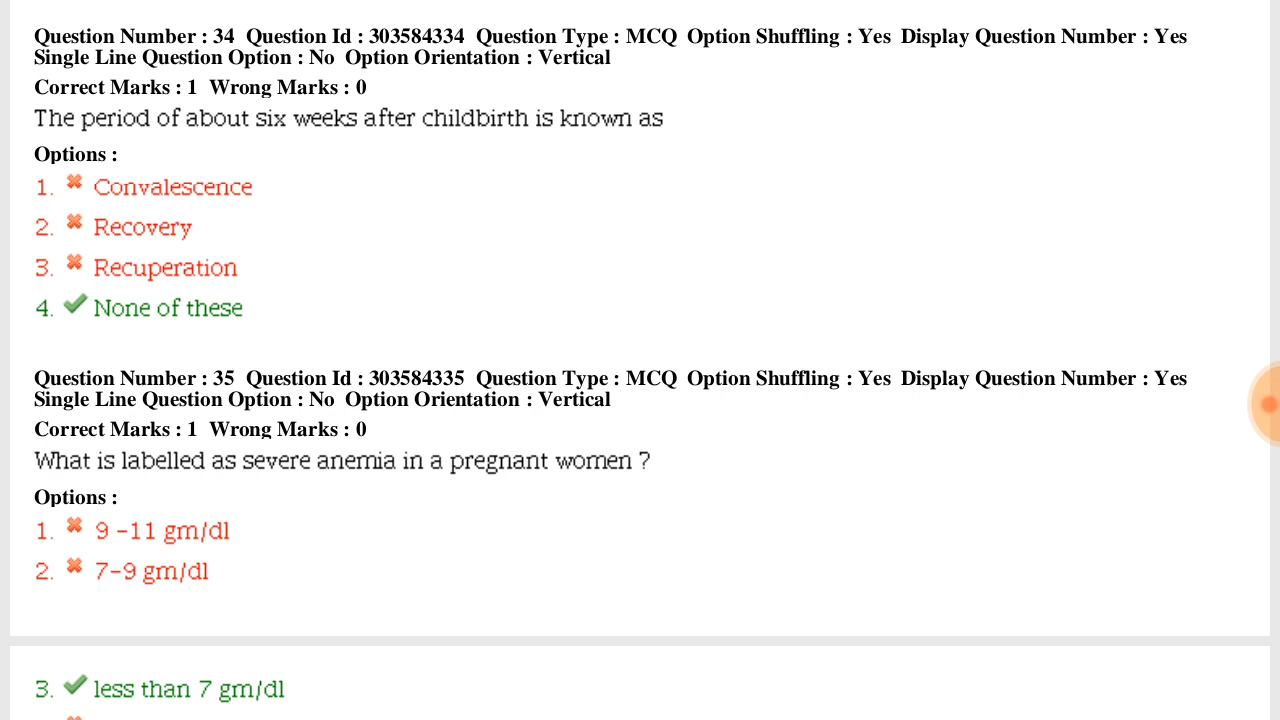 Question Number : 34 Question Id : 303584334 Question Type : MCQ Option Shuffling : Yes Display Question Number : Yes
Single Line Question Option : No Option Orientation : Vertical
Correct Marks : 1 Wrong Marks : 0
The period of about six weeks after childbirth is known as
Options :
1. ✖ Convalescence
2. ✖ Recovery
3. ✖ Recuperation
4. ✔ None of these
Question Number : 35 Question Id : 303584335 Question Type : MCQ Option Shuffling : Yes Display Question Number : Yes
Single Line Question Option : No Option Orientation : Vertical
Correct Marks : 1 Wrong Marks : 0
What is labelled as severe anemia in a pregnant women ?
Options :
1. ✖ 9 –11 gm/dl
2. ✖ 7–9 gm/dl
3. ✔ less than 7 gm/dl